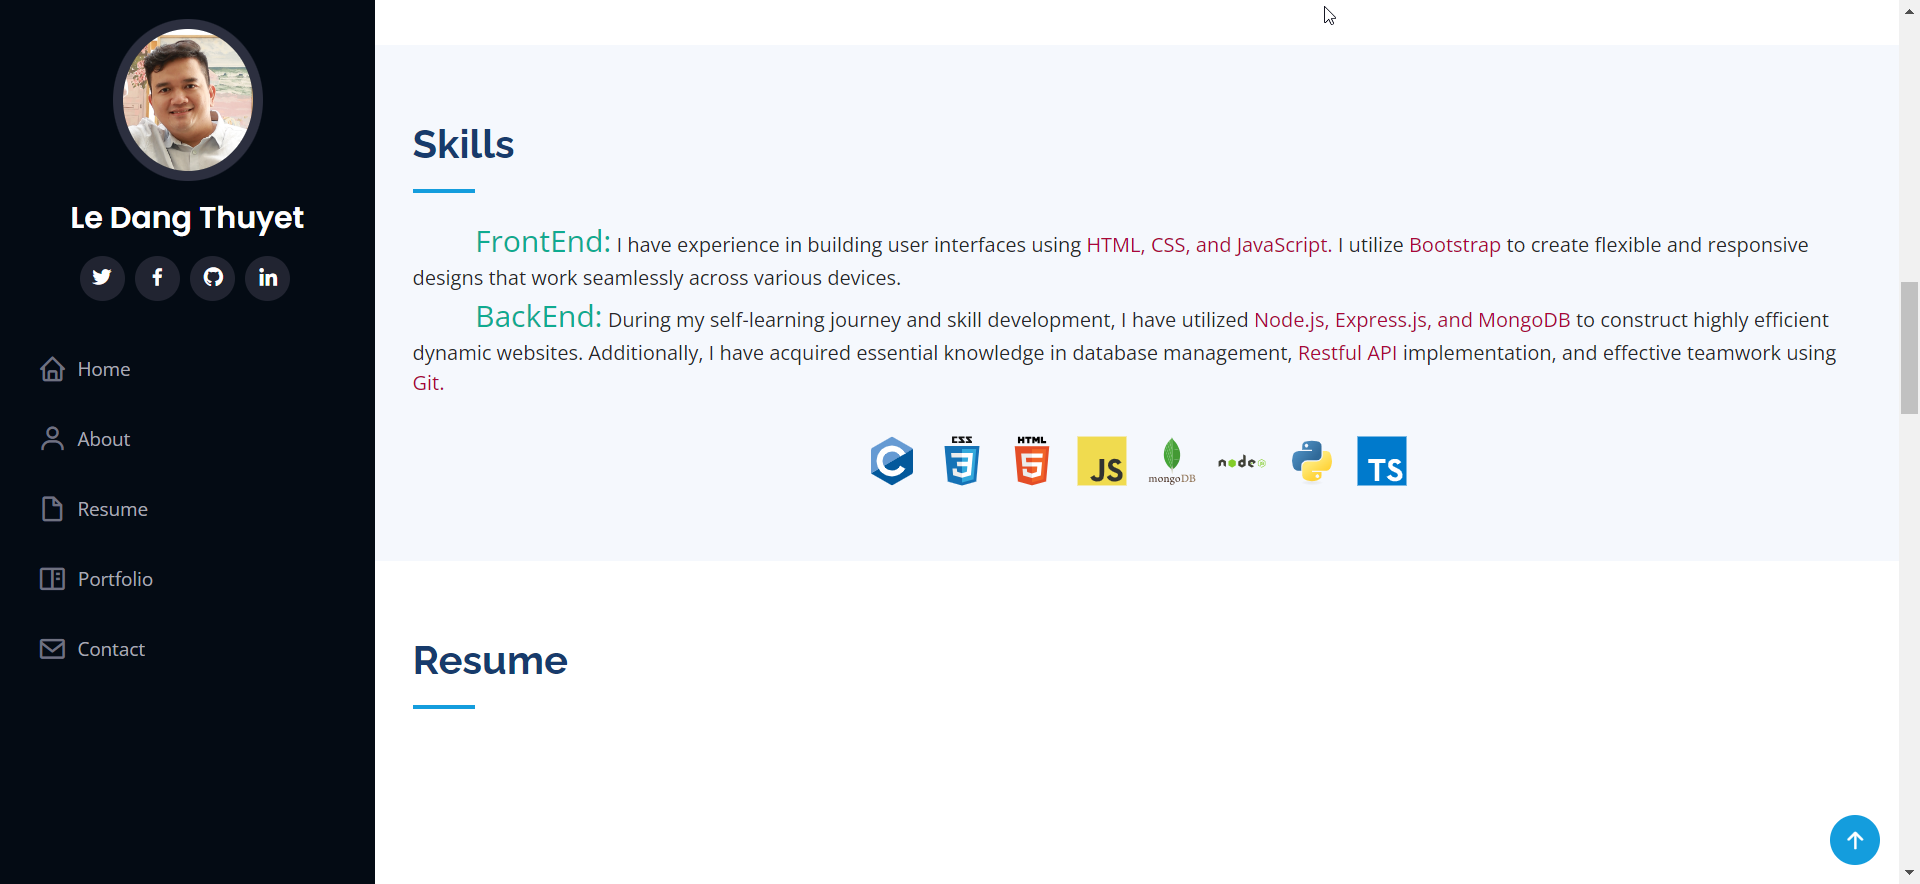 Le Dang Thuyet
Home
About
Resume
Portfolio
Contact
Skills
FrontEnd: I have experience in building user interfaces using HTML, CSS, and JavaScript. I utilize Bootstrap to create flexible and responsive
designs that work seamlessly across various devices.
BackEnd: During my self-learning journey and skill development, I have utilized Node.js, Express.js, and MongoDB to construct highly efficient
dynamic websites. Additionally, I have acquired essential knowledge in database management, Restful API implementation, and effective teamwork using
Git.
C CSS 3 HTML 5 JS mongoDB node JS TS
Resume